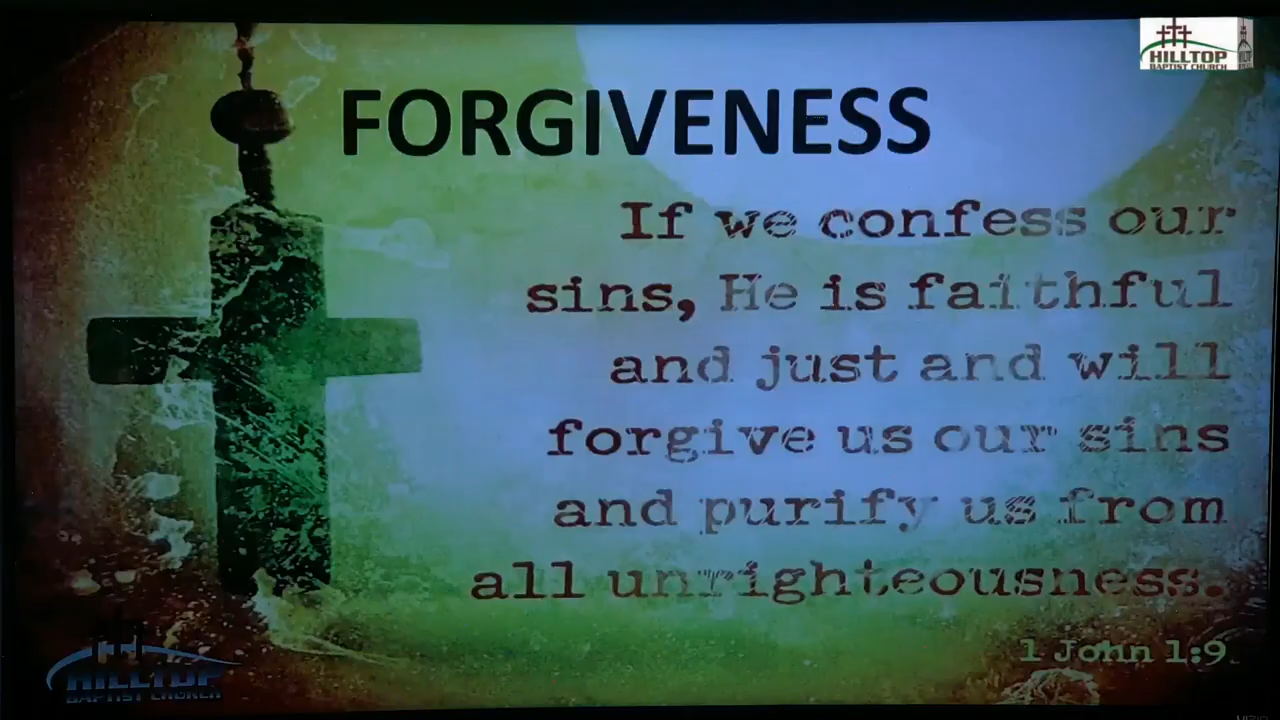 HILLTOP
BAPTIST CHURCH
FORGIVENESS
If we confess our
sins, He is faithful
and just and will
forgive us our sins
and purify us from
all unrighteousness.
1 John 1:9
HILLTOP
BAPTIST CHURCH
VIZIO